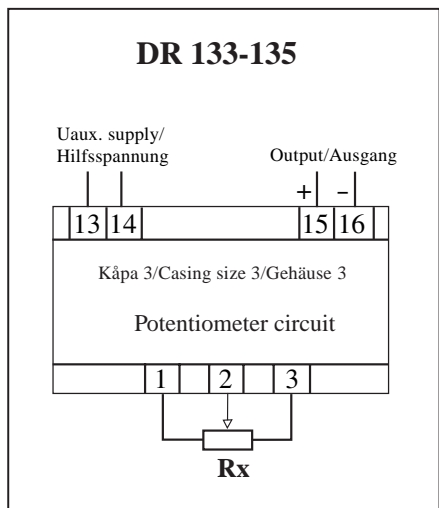 DR 133-135
Uaux. supply/
Hilfsspannung
Output/Ausgang
+ −
13 14 15 16
Kåpa 3/Casing size 3/Gehäuse 3
Potentiometer circuit
1 2 3
Rx